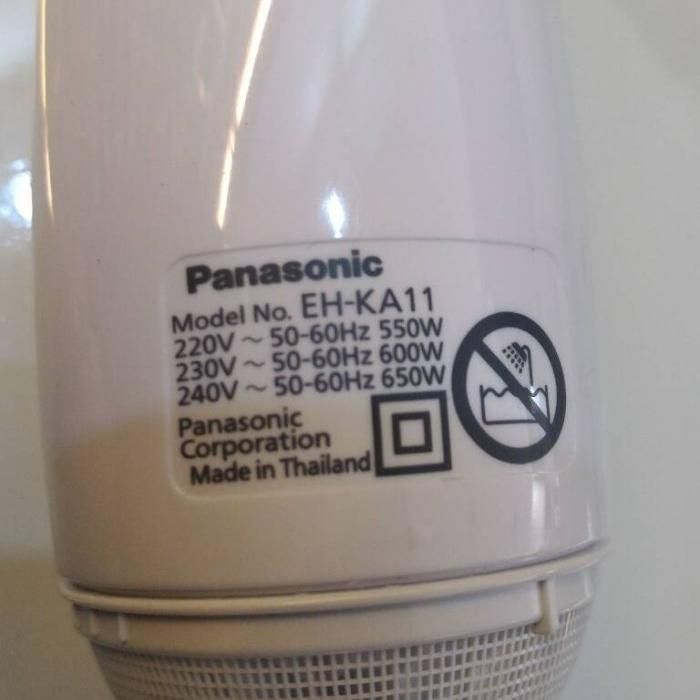 Panasonic
Model No. EH-KA11
220V ~ 50-60Hz 550W
230V ~ 50-60Hz 600W
240V ~ 50-60Hz 650W
Panasonic
Corporation
Made in Thailand